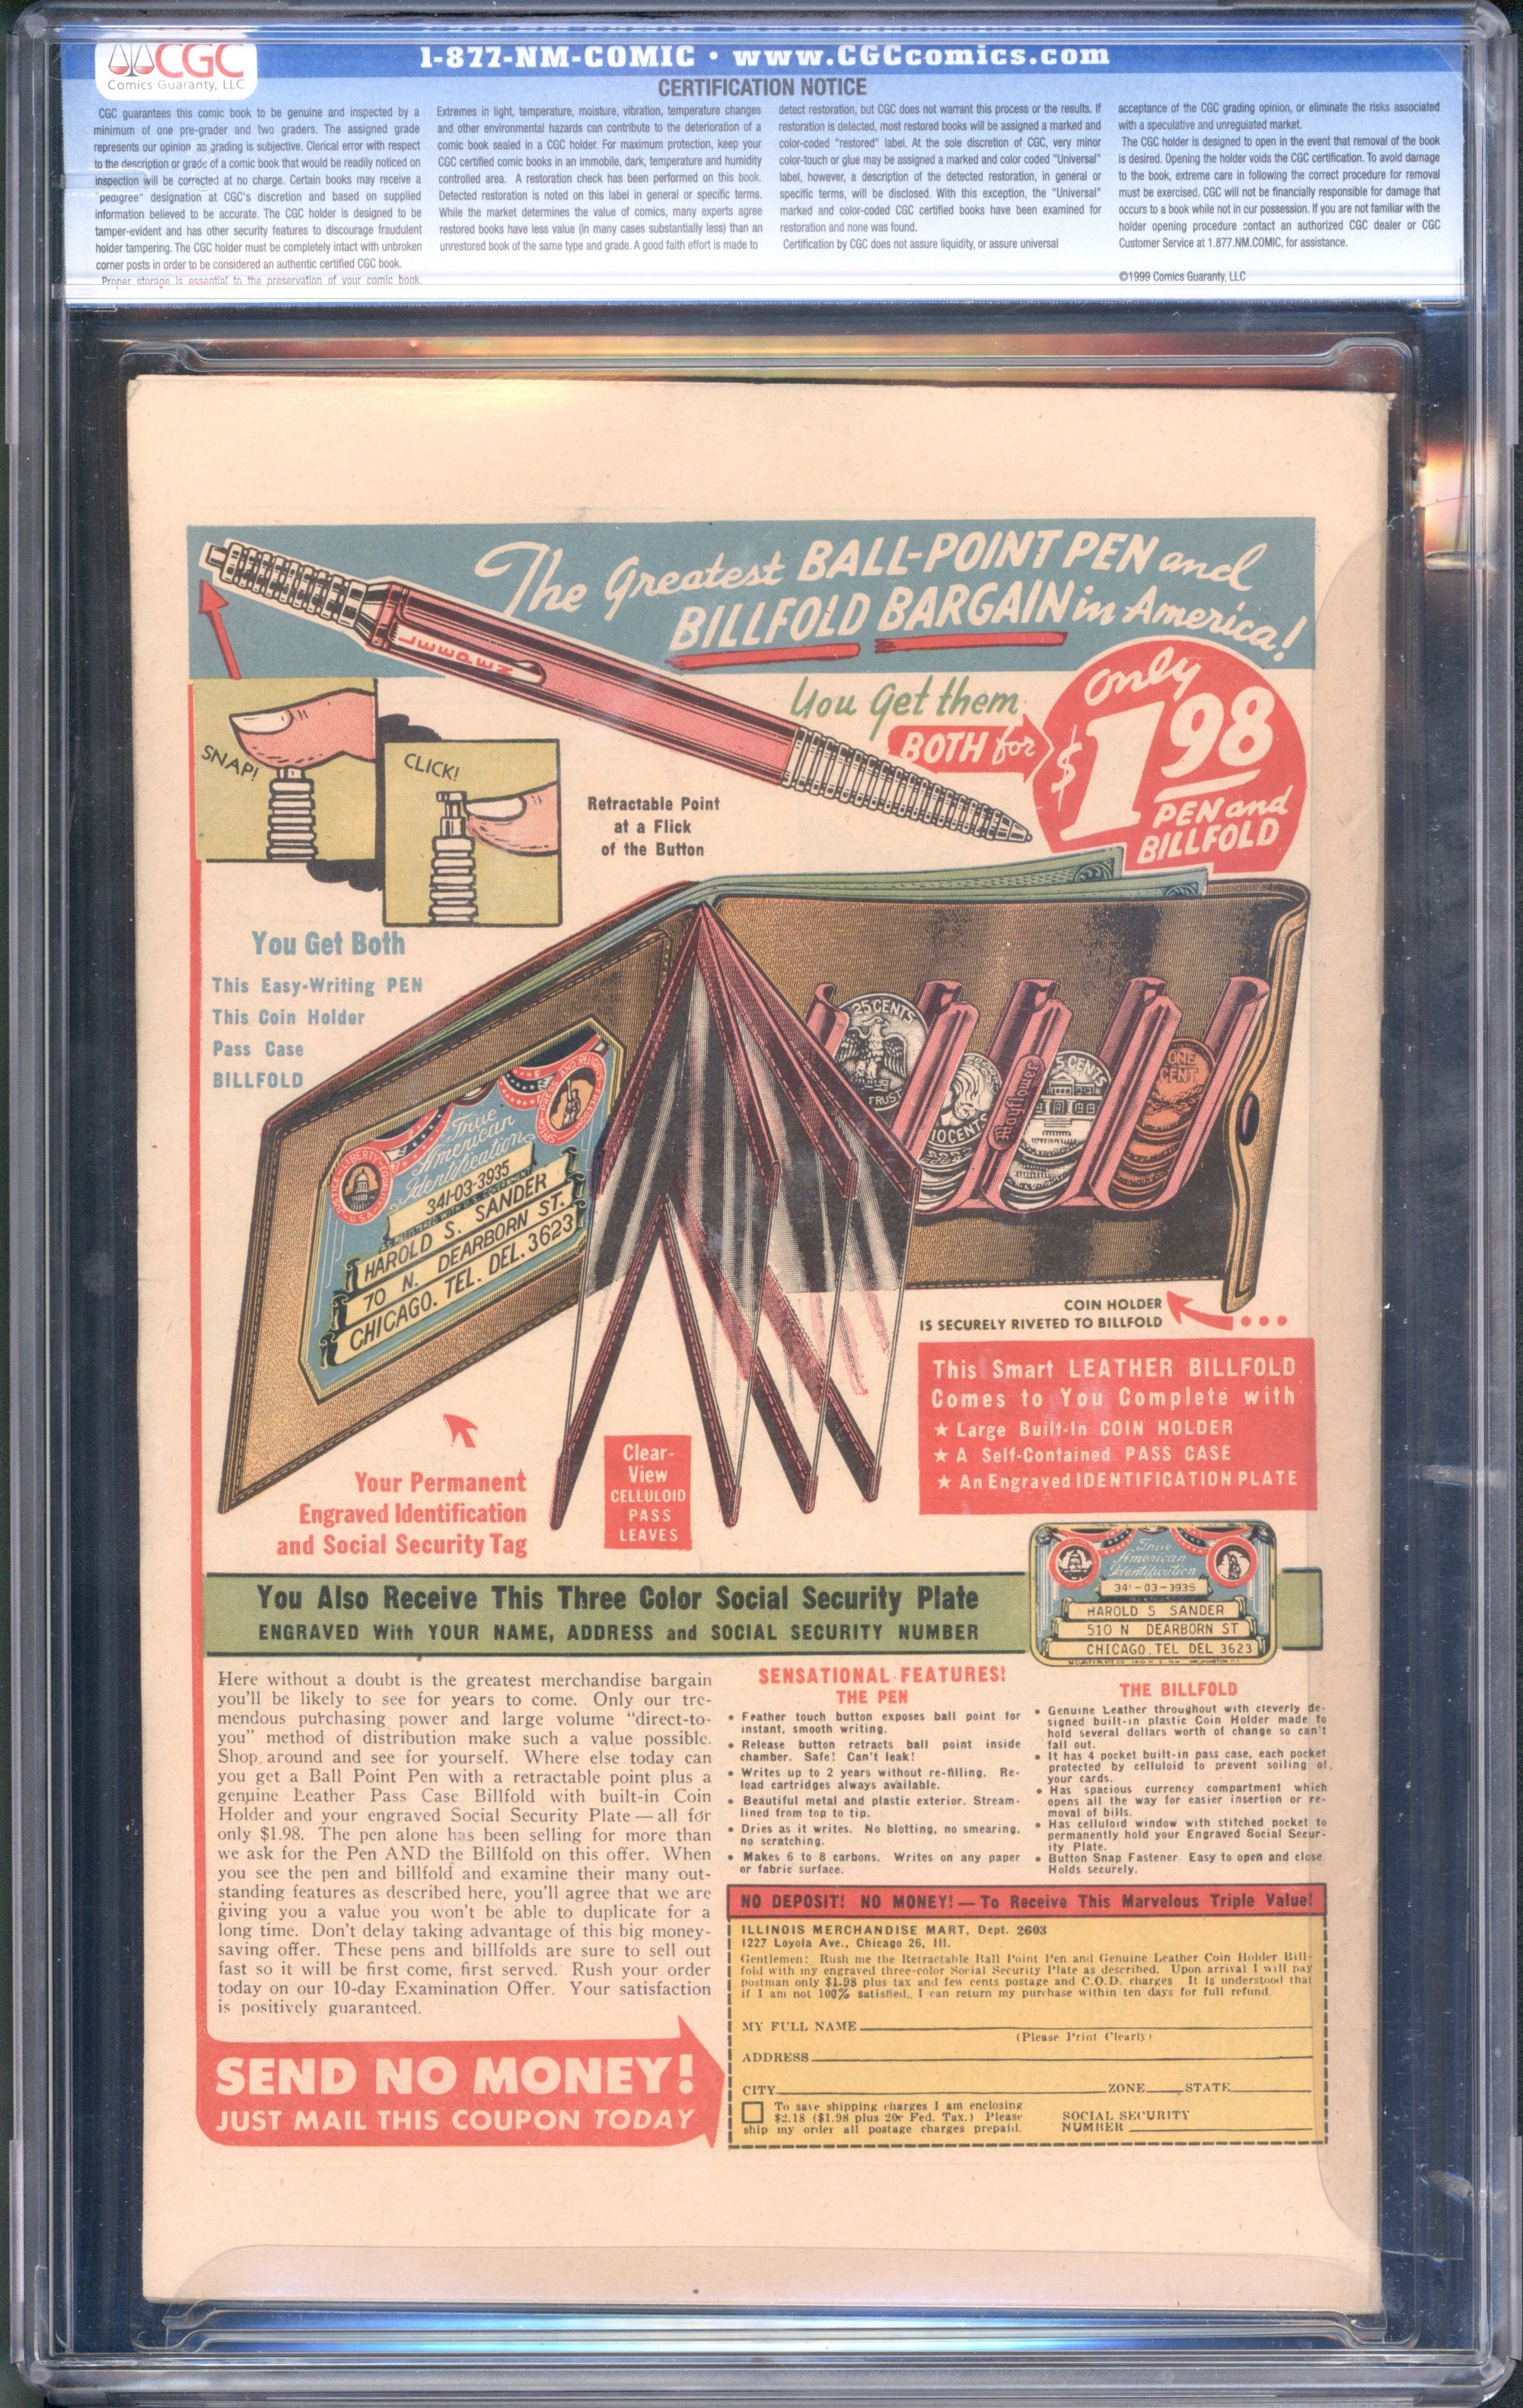 CGC
Comics Guaranty, LLC
1-877-NM-COMIC • www.CGCcomics.com
CERTIFICATION NOTICE
CGC guarantees this comic book to be genuine and inspected by a
minimum of one pre-grader and two graders. The assigned grade
represents our opinion, as grading is subjective. Clerical error with respect
to the description or grade of a comic book that would be readily noticed on
inspection will be corrected at no charge. Certain books may receive a
"pedigree" designation at CGC's discretion and based on supplied
information believed to be accurate. The CGC holder is designed to be
tamper-evident and has other security features to discourage fraudulent
holder tampering. The CGC holder must be completely intact with unbroken
corner posts in order to be considered an authentic certified CGC book.
Proper storage is essential to the preservation of your comic book.
Extremes in light, temperature, moisture, vibration, temperature changes
and other environmental hazards can contribute to the deterioration of a
comic book sealed in a CGC holder. For maximum protection, keep your
CGC certified comic books in an immobile, dark, temperature and humidity
controlled area. A restoration check has been performed on this book.
Detected restoration is noted on this label in general or specific terms.
While the market determines the value of comics, many experts agree
restored books have less value (in many cases substantially less) than an
unrestored book of the same type and grade. A good faith effort is made to
detect restoration, but CGC does not warrant this process or the results. If
restoration is detected, most restored books will be assigned a marked and
color-coded "restored" label. At the sole discretion of CGC, very minor
color-touch or glue may be assigned a marked and color coded "Universal"
label, however, a description of the detected restoration, in general or
specific terms, will be disclosed. With this exception, the "Universal"
marked and color-coded CGC certified books have been examined for
restoration and none was found.
Certification by CGC does not assure liquidity, or assure universal
acceptance of the CGC grading opinion, or eliminate the risks associated
with a speculative and unregulated market.
The CGC holder is designed to open in the event that removal of the book
is desired. Opening the holder voids the CGC certification. To avoid damage
to the book, extreme care in following the correct procedure for removal
must be exercised. CGC will not be financially responsible for damage that
occurs to a book while not in our possession. If you are not familiar with the
holder opening procedure contact an authorized CGC dealer or CGC
Customer Service at 1.877.NM.COMIC, for assistance.
©1999 Comics Guaranty, LLC
The Greatest BALL-POINT PEN and
BILLFOLD BARGAIN in America!
LEEPEN
You Get them
BOTH for
only
$1 98
PEN and
BILLFOLD
SNAP!
CLICK!
Retractable Point
at a Flick
of the Button
You Get Both
This Easy-Writing PEN
This Coin Holder
Pass Case
BILLFOLD
25 CENTS
TRUST
10 CENTS
Mayflower
5 CENTS
ONE
CENT
JUSTICE LIBERTY EQUALITY
U.S.A.
True
American
Identification
341-03-3935
HAROLD S. SANDER
70 N. DEARBORN ST.
CHICAGO. TEL. DEL. 3623
COIN HOLDER
IS SECURELY RIVETED TO BILLFOLD
This Smart LEATHER BILLFOLD
Comes to You Complete with
★ Large Built-In COIN HOLDER
★ A Self-Contained PASS CASE
★ An Engraved IDENTIFICATION PLATE
Your Permanent
Engraved Identification
and Social Security Tag
Clear-
View
CELLULOID
PASS
LEAVES
You Also Receive This Three Color Social Security Plate
ENGRAVED With YOUR NAME, ADDRESS and SOCIAL SECURITY NUMBER
True
American
Identification
34'-03-3935
HAROLD S SANDER
510 N DEARBORN ST
CHICAGO. TEL DEL 3623
Here without a doubt is the greatest merchandise bargain
you'll be likely to see for years to come. Only our tre-
mendous purchasing power and large volume "direct-to-
you" method of distribution make such a value possible.
Shop around and see for yourself. Where else today can
you get a Ball Point Pen with a retractable point plus a
genuine Leather Pass Case Billfold with built-in Coin
Holder and your engraved Social Security Plate — all for
only $1.98. The pen alone has been selling for more than
we ask for the Pen AND the Billfold on this offer. When
you see the pen and billfold and examine their many out-
standing features as described here, you'll agree that we are
giving you a value you won't be able to duplicate for a
long time. Don't delay taking advantage of this big money-
saving offer. These pens and billfolds are sure to sell out
fast so it will be first come, first served. Rush your order
today on our 10-day Examination Offer. Your satisfaction
is positively guaranteed.
SENSATIONAL FEATURES!
THE PEN
• Feather touch button exposes ball point for
instant, smooth writing.
• Release button retracts ball point inside
chamber. Safe! Can't leak!
• Writes up to 2 years without re-filling. Re-
load cartridges always available.
• Beautiful metal and plastic exterior. Stream-
lined from top to tip.
• Dries as it writes. No blotting, no smearing,
no scratching.
• Makes 6 to 8 carbons. Writes on any paper
or fabric surface.
THE BILLFOLD
• Genuine Leather throughout with cleverly de-
signed built-in plastic Coin Holder made to
hold several dollars worth of change so can't
fall out.
• It has 4 pocket built-in pass case, each pocket
protected by celluloid to prevent soiling of
your cards.
• Has spacious currency compartment which
opens all the way for easier insertion or re-
moval of bills.
• Has celluloid window with stitched pocket to
permanently hold your Engraved Social Secur-
ity Plate.
• Button Snap Fastener. Easy to open and close
Holds securely.
NO DEPOSIT! NO MONEY! — To Receive This Marvelous Triple Value!
ILLINOIS MERCHANDISE MART, Dept. 2603
1227 Loyola Ave., Chicago 26, Ill.
Gentlemen: Rush me the Retractable Ball Point Pen and Genuine Leather Coin Holder Bill-
fold with my engraved three-color Social Security Plate as described. Upon arrival I will pay
postman only $1.98 plus tax and few cents postage and C.O.D. charges It is understood that
if I am not 100% satisfied, I can return my purchase within ten days for full refund.
MY FULL NAME
(Please Print Clearly)
ADDRESS
CITY ZONE STATE
To save shipping charges I am enclosing
$2.18 ($1.98 plus 20c Fed. Tax.) Please
ship my order all postage charges prepaid.
SOCIAL SECURITY
NUMBER
SEND NO MONEY!
JUST MAIL THIS COUPON TODAY